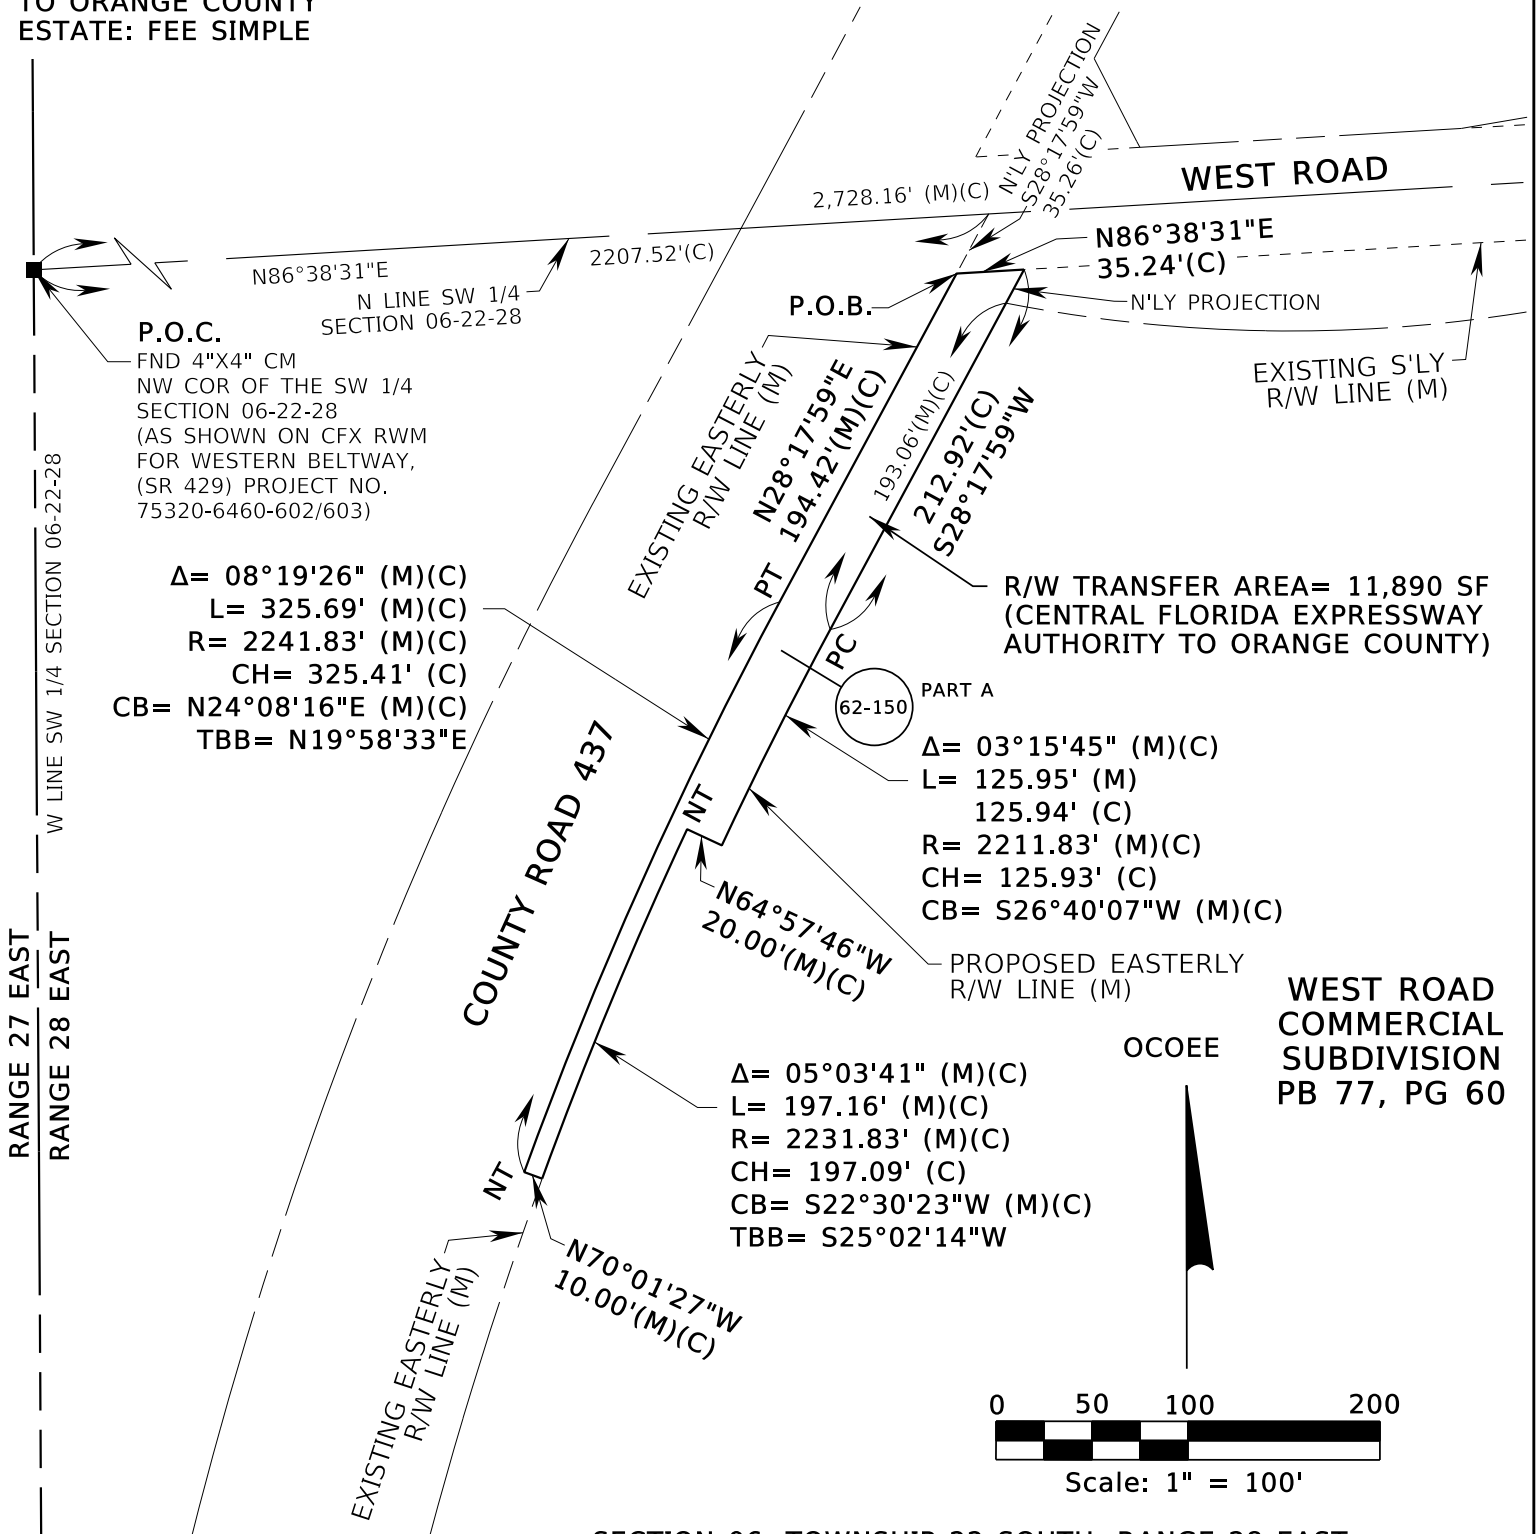 TO ORANGE COUNTY
ESTATE: FEE SIMPLE
N'LY PROJECTION
S28°17'59"W
35.26'(C)
WEST ROAD
2,728.16' (M)(C)
N86°38'31"E
2207.52'(C)
N LINE SW 1/4
SECTION 06-22-28
N86°38'31"E
35.24'(C)
P.O.B.
N'LY PROJECTION
P.O.C.
FND 4"X4" CM
NW COR OF THE SW 1/4
SECTION 06-22-28
(AS SHOWN ON CFX RWM
FOR WESTERN BELTWAY,
(SR 429) PROJECT NO.
75320-6460-602/603)
EXISTING S'LY
R/W LINE (M)
EXISTING EASTERLY
R/W LINE (M)
N28°17'59"E
194.42'(M)(C)
193.06'(M)(C)
212.92'(C)
S28°17'59"W
W LINE SW 1/4 SECTION 06-22-28
Δ= 08°19'26" (M)(C)
L= 325.69' (M)(C)
R= 2241.83' (M)(C)
CH= 325.41' (C)
CB= N24°08'16"E (M)(C)
TBB= N19°58'33"E
PT
PC
R/W TRANSFER AREA= 11,890 SF
(CENTRAL FLORIDA EXPRESSWAY
AUTHORITY TO ORANGE COUNTY)
62-150
PART A
Δ= 03°15'45" (M)(C)
L= 125.95' (M)
125.94' (C)
R= 2211.83' (M)(C)
CH= 125.93' (C)
CB= S26°40'07"W (M)(C)
COUNTY ROAD 437
NT
N64°57'46"W
20.00'(M)(C)
PROPOSED EASTERLY
R/W LINE (M)
WEST ROAD
COMMERCIAL
SUBDIVISION
PB 77, PG 60
RANGE 27 EAST
RANGE 28 EAST
OCOEE
Δ= 05°03'41" (M)(C)
L= 197.16' (M)(C)
R= 2231.83' (M)(C)
CH= 197.09' (C)
CB= S22°30'23"W (M)(C)
TBB= S25°02'14"W
NT
N70°01'27"W
10.00'(M)(C)
EXISTING EASTERLY
R/W LINE (M)
0 50 100 200
Scale: 1" = 100'
SECTION 06, TOWNSHIP 22 SOUTH, RANGE 28 EAST